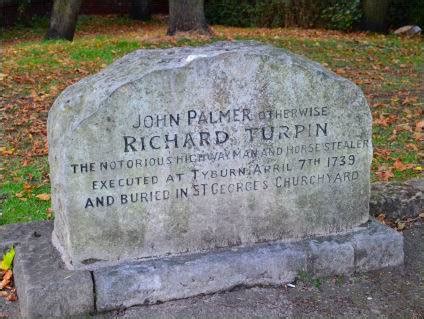 JOHN PALMER OTHERWISE
RICHARD TURPIN
THE NOTORIOUS HIGHWAYMAN AND HORSE STEALER
EXECUTED AT TYBURN, APRIL 7TH 1739
AND BURIED IN ST GEORGE'S CHURCHYARD